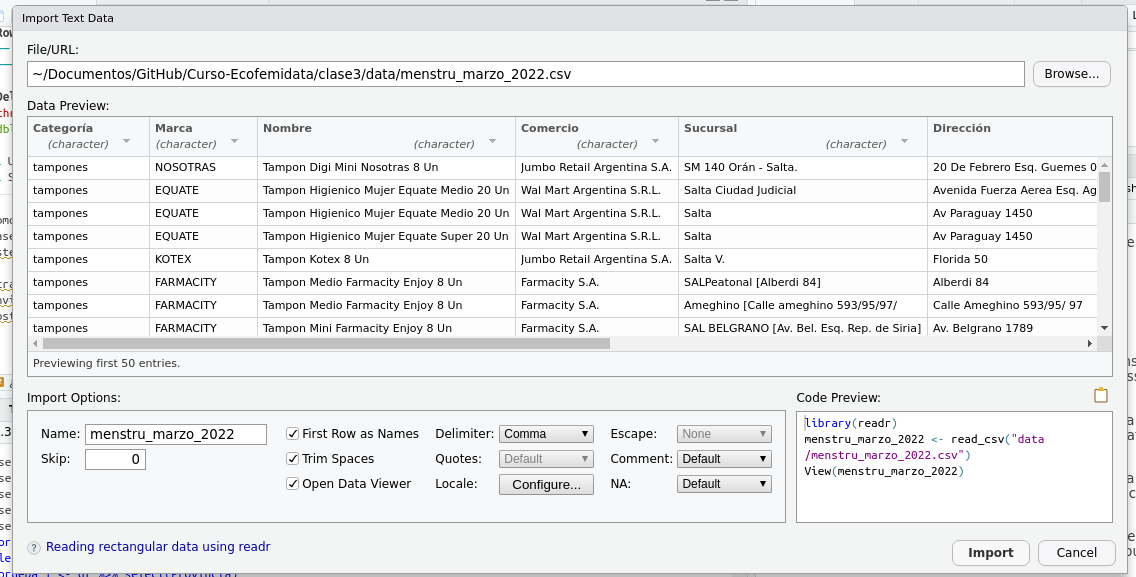 Import Text Data
File/URL:
~/Documentos/GitHub/Curso-Ecofemidata/clase3/data/menstru_marzo_2022.csv
Browse...
Data Preview:
Categoría Marca Nombre Comercio Sucursal Dirección
(character) (character) (character) (character) (character)
tampones NOSOTRAS Tampon Digi Mini Nosotras 8 Un Jumbo Retail Argentina S.A. SM 140 Orán - Salta. 20 De Febrero Esq. Guemes 0
tampones EQUATE Tampon Higienico Mujer Equate Medio 20 Un Wal Mart Argentina S.R.L. Salta Ciudad Judicial Avenida Fuerza Aerea Esq. Ag
tampones EQUATE Tampon Higienico Mujer Equate Medio 20 Un Wal Mart Argentina S.R.L. Salta Av Paraguay 1450
tampones EQUATE Tampon Higienico Mujer Equate Super 20 Un Wal Mart Argentina S.R.L. Salta Av Paraguay 1450
tampones KOTEX Tampon Kotex 8 Un Jumbo Retail Argentina S.A. Salta V. Florida 50
tampones FARMACITY Tampon Medio Farmacity Enjoy 8 Un Farmacity S.A. SALPeatonal [Alberdi 84] Alberdi 84
tampones FARMACITY Tampon Medio Farmacity Enjoy 8 Un Farmacity S.A. Ameghino [Calle ameghino 593/95/97/ Calle Ameghino 593/95/ 97
tampones FARMACITY Tampon Mini Farmacity Enjoy 8 Un Farmacity S.A. SAL BELGRANO [Av. Bel. Esq. Rep. de Siria] Av. Belgrano 1789
Previewing first 50 entries.
Import Options:
Name: menstru_marzo_2022
Skip: 0
First Row as Names
Trim Spaces
Open Data Viewer
Delimiter: Comma
Quotes: Default
Locale: Configure...
Escape: None
Comment: Default
NA: Default
Code Preview:
library(readr)
menstru_marzo_2022 <- read_csv("data
/menstru_marzo_2022.csv")
View(menstru_marzo_2022)
? Reading rectangular data using readr
Import
Cancel